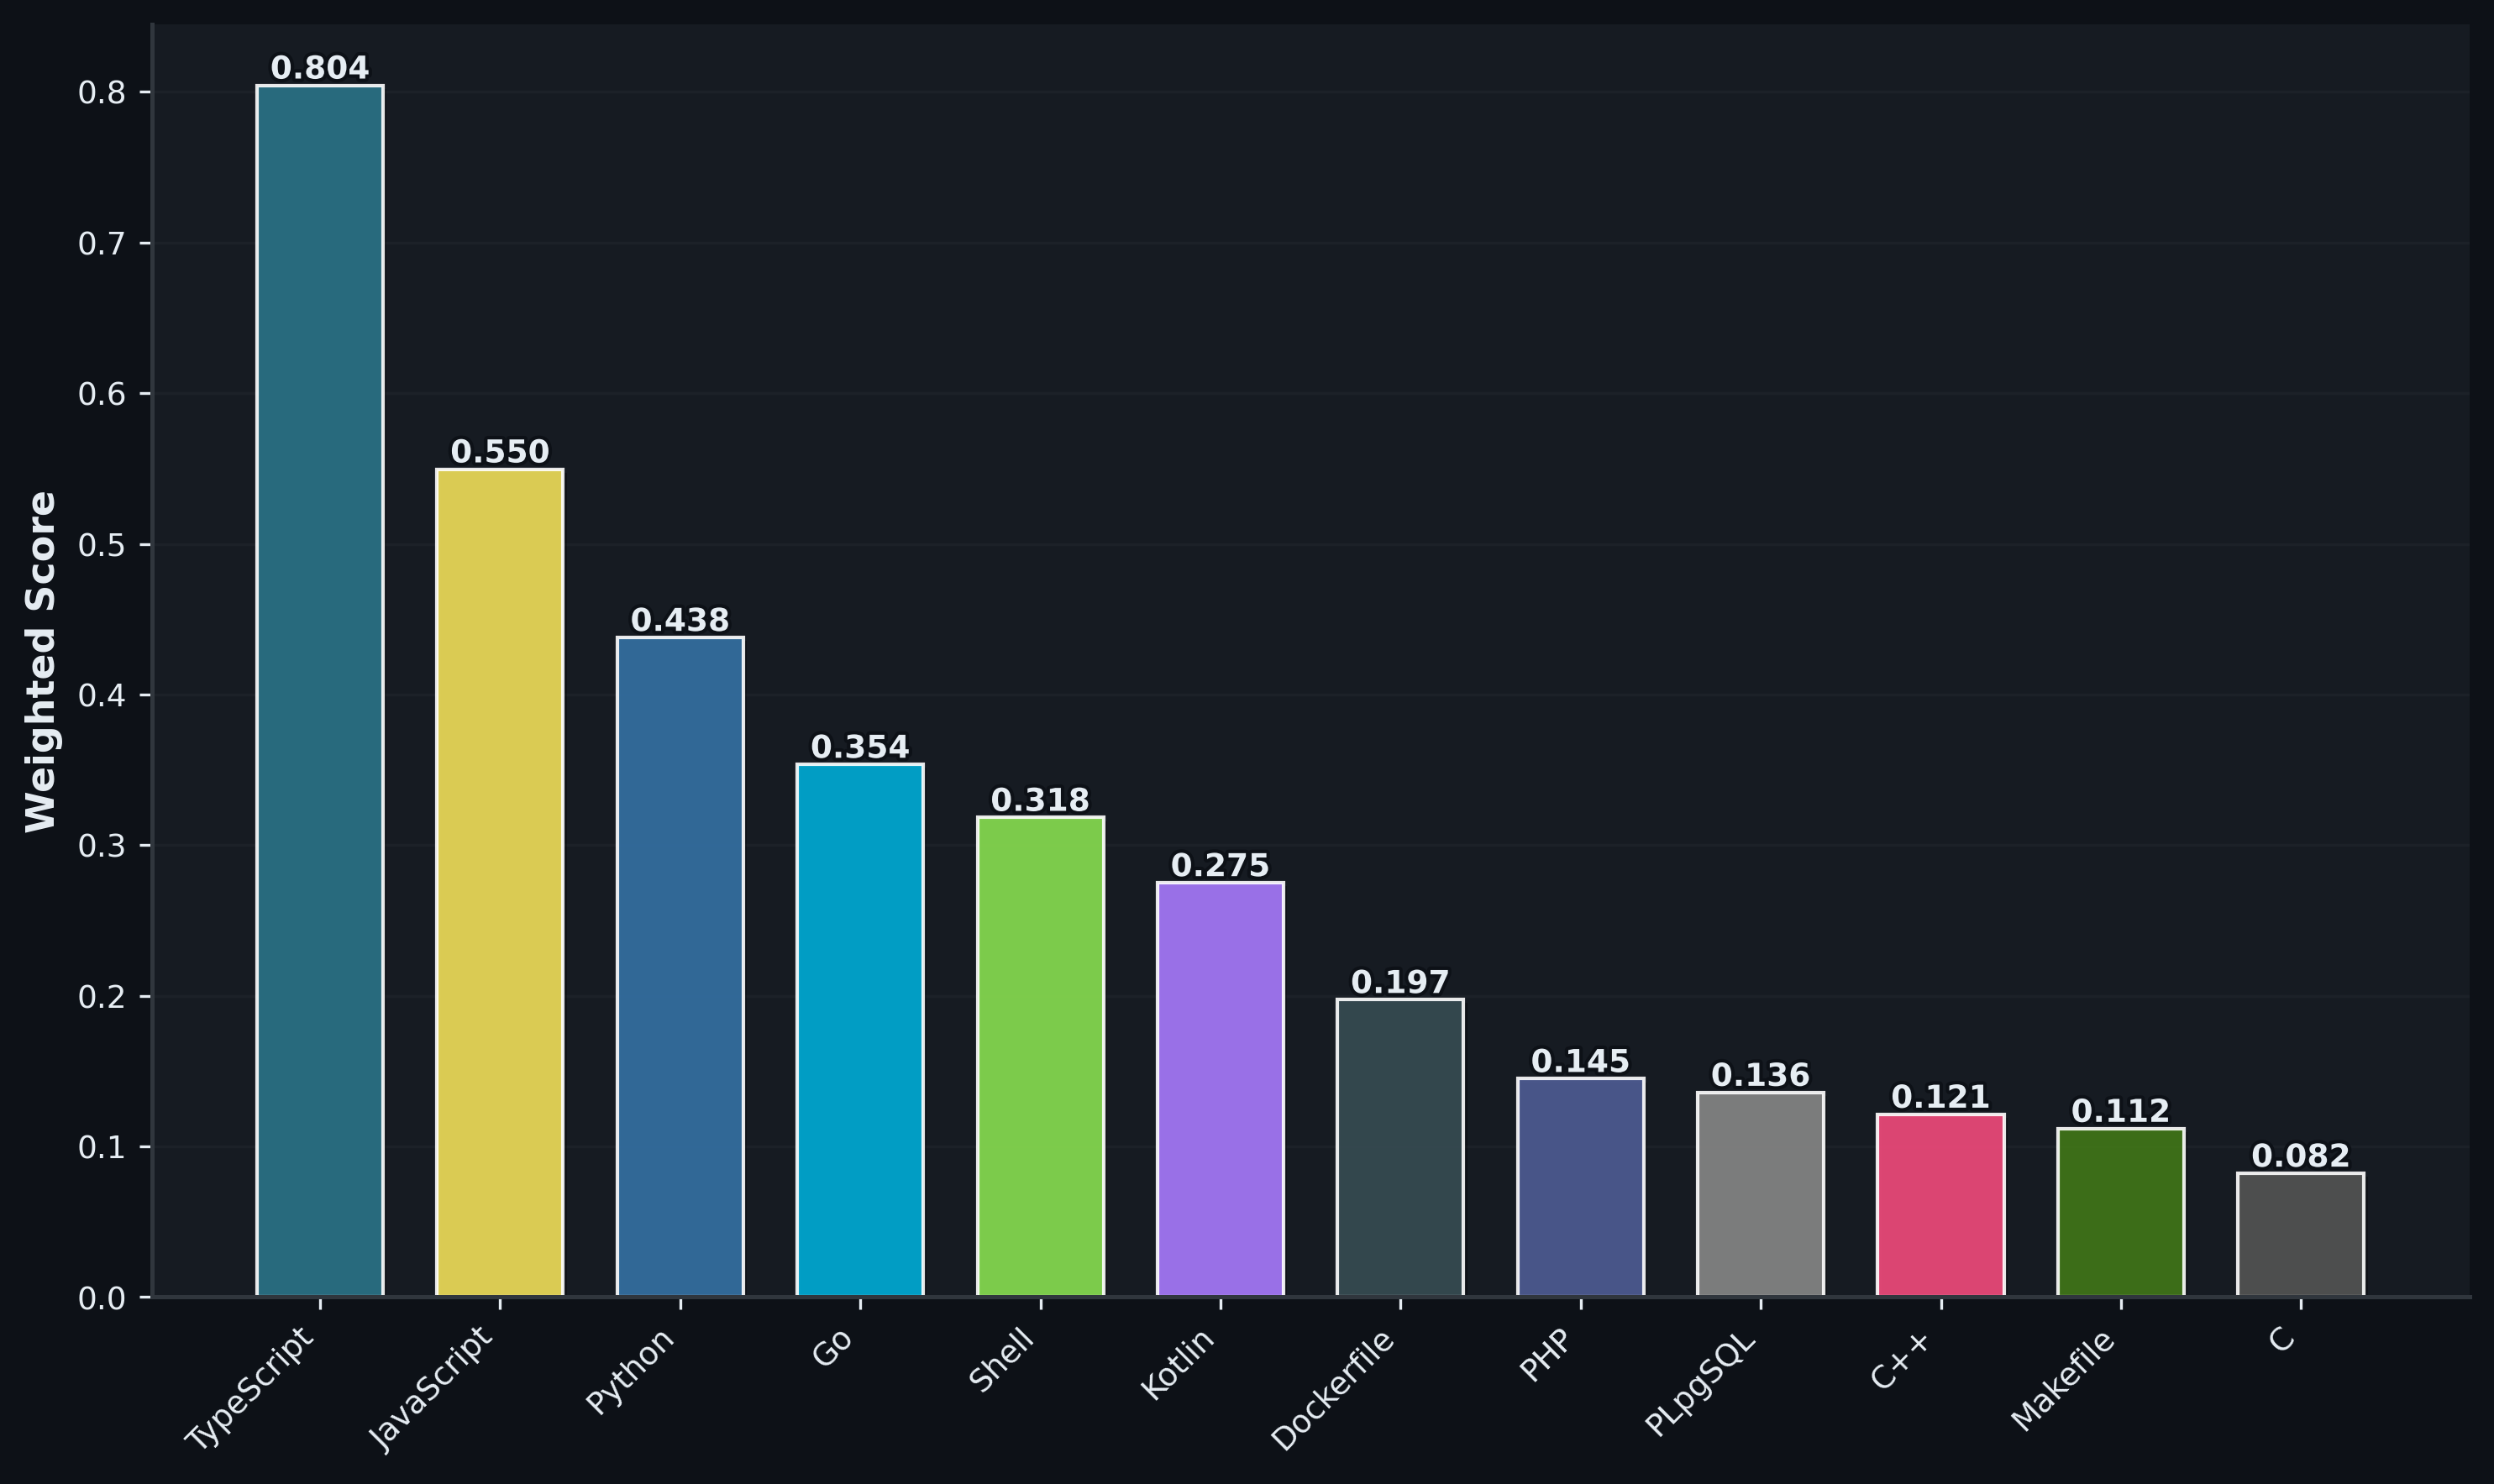 Weighted Score
0.8
0.7
0.6
0.5
0.4
0.3
0.2
0.1
0.0
0.804
0.550
0.438
0.354
0.318
0.275
0.197
0.145
0.136
0.121
0.112
0.082
TypeScript
JavaScript
Python
Go
Shell
Kotlin
Dockerfile
PHP
PLpgSQL
C++
Makefile
C